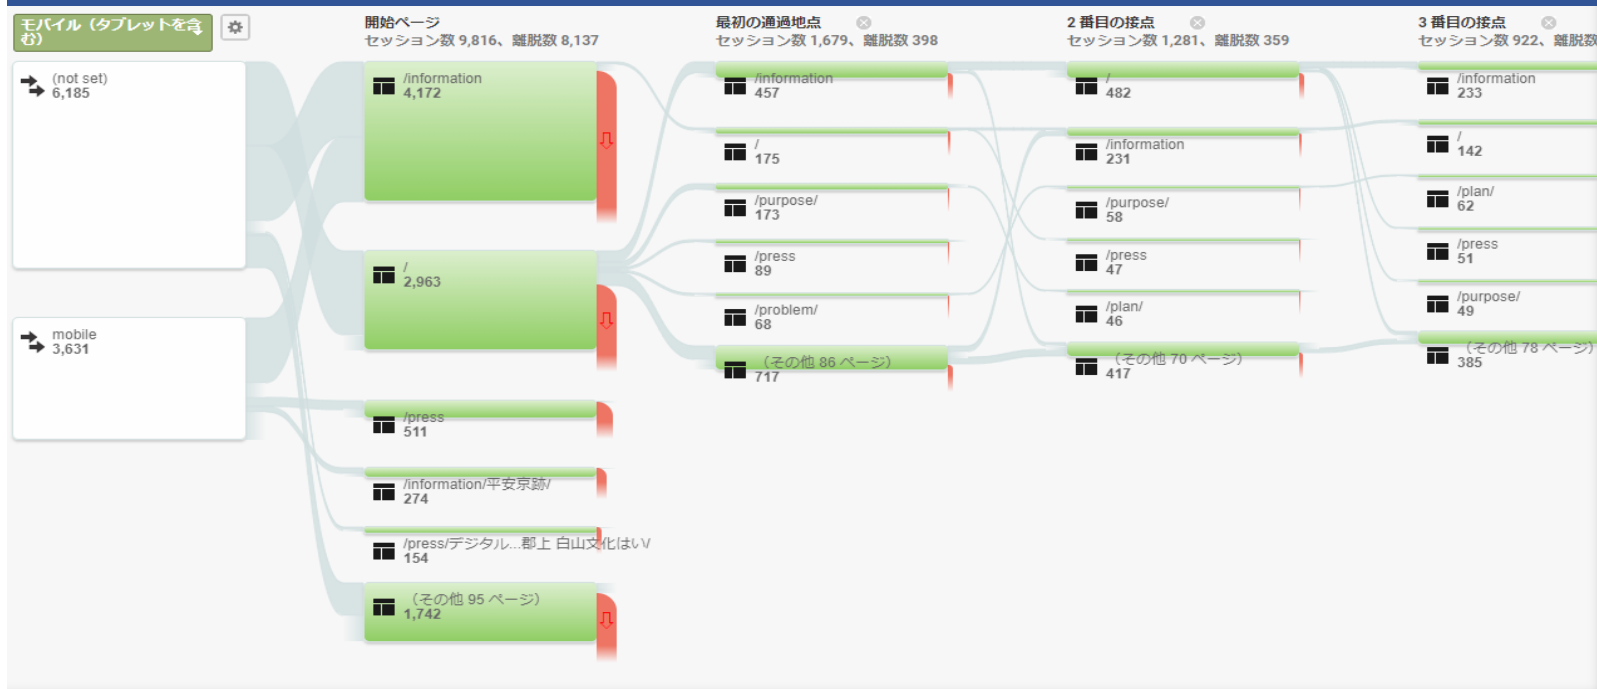 モバイル（タブレットを含
む）
(not set)
6,185
mobile
3,631
開始ページ
セッション数 9,816、離脱数 8,137
/information
4,172
/
2,963
/press
511
/information/平安京跡/
274
/press/デジタル...郡上 白山文化はい/
154
（その他 95 ページ）
1,742
最初の通過地点
セッション数 1,679、離脱数 398
/information
457
/
175
/purpose/
173
/press
89
/problem/
68
（その他 86 ページ）
717
2 番目の接点
セッション数 1,281、離脱数 359
/
482
/information
231
/purpose/
58
/press
47
/plan/
46
（その他 70 ページ）
417
3 番目の接点
セッション数 922、離脱数
/information
233
/
142
/plan/
62
/press
51
/purpose/
49
（その他 78 ページ）
385